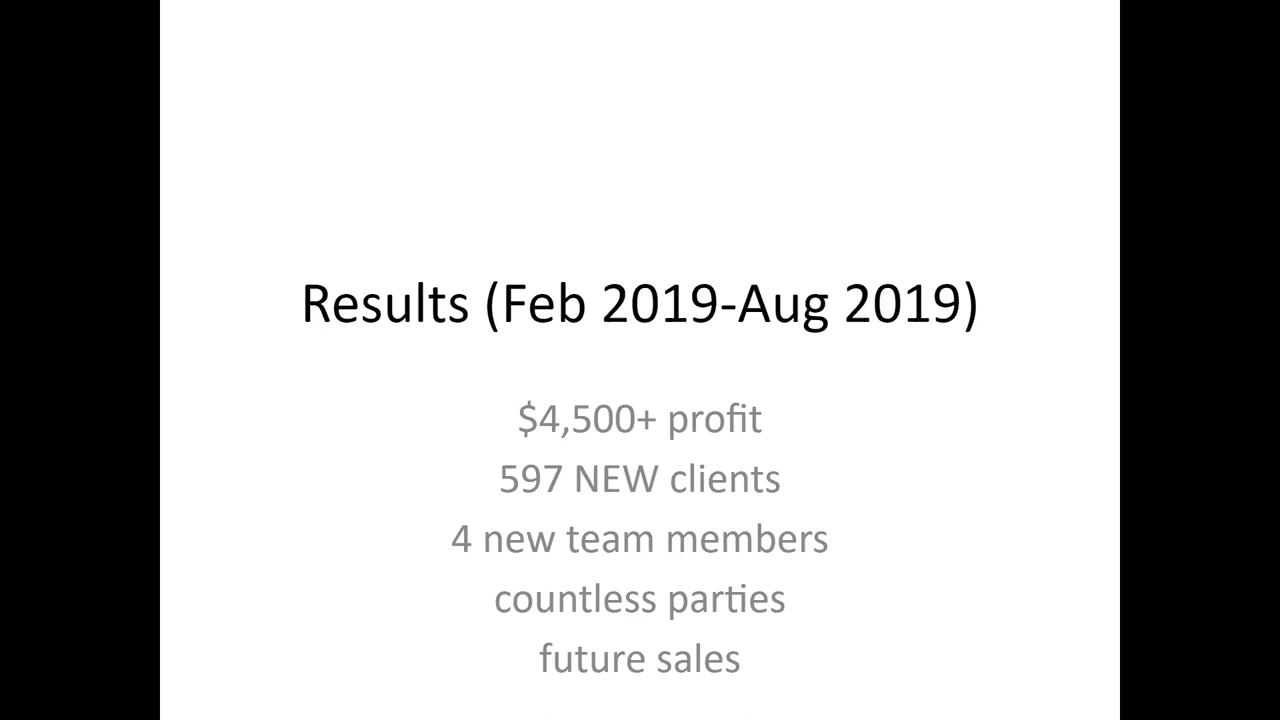 Results (Feb 2019-Aug 2019)
$4,500+ profit
597 NEW clients
4 new team members
countless parties
future sales